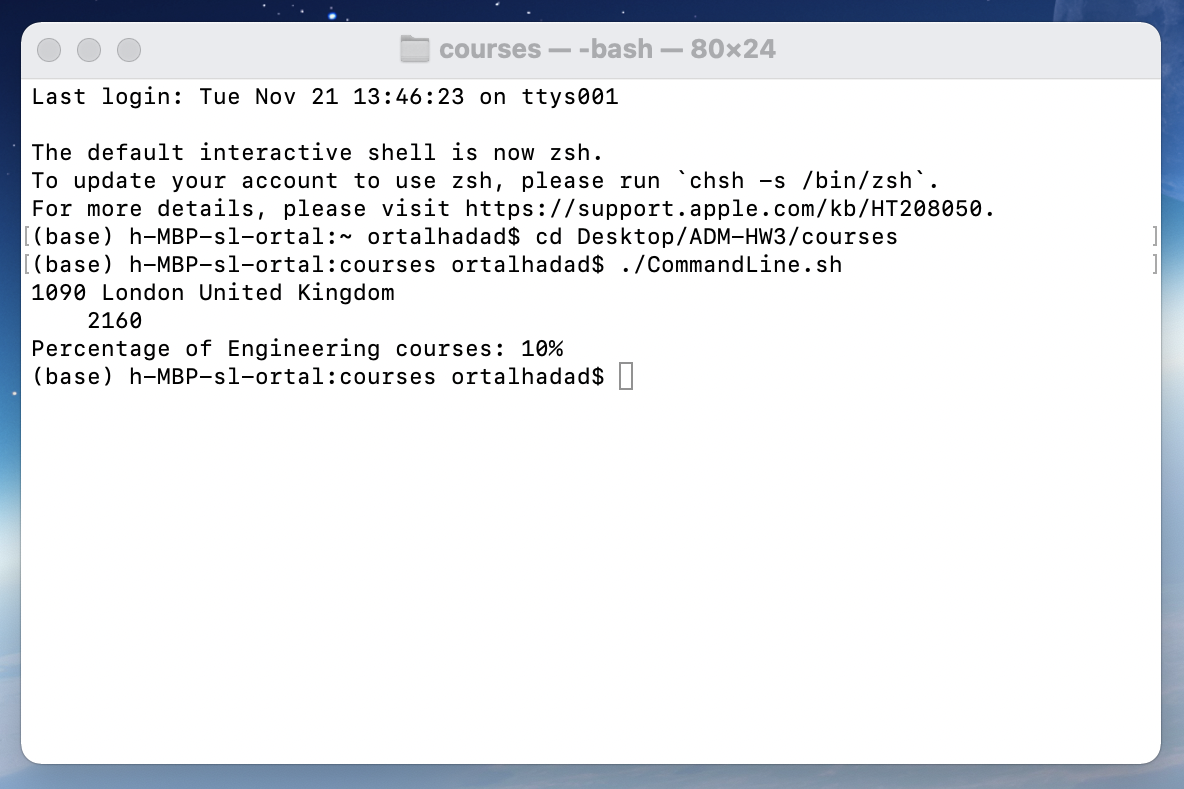 courses — -bash — 80×24
Last login: Tue Nov 21 13:46:23 on ttys001
The default interactive shell is now zsh.
To update your account to use zsh, please run `chsh -s /bin/zsh`.
For more details, please visit https://support.apple.com/kb/HT208050.
[(base) h-MBP-sl-ortal:~ ortalhadad$ cd Desktop/ADM-HW3/courses ]
[(base) h-MBP-sl-ortal:courses ortalhadad$ ./CommandLine.sh ]
1090 London United Kingdom
    2160
Percentage of Engineering courses: 10%
(base) h-MBP-sl-ortal:courses ortalhadad$